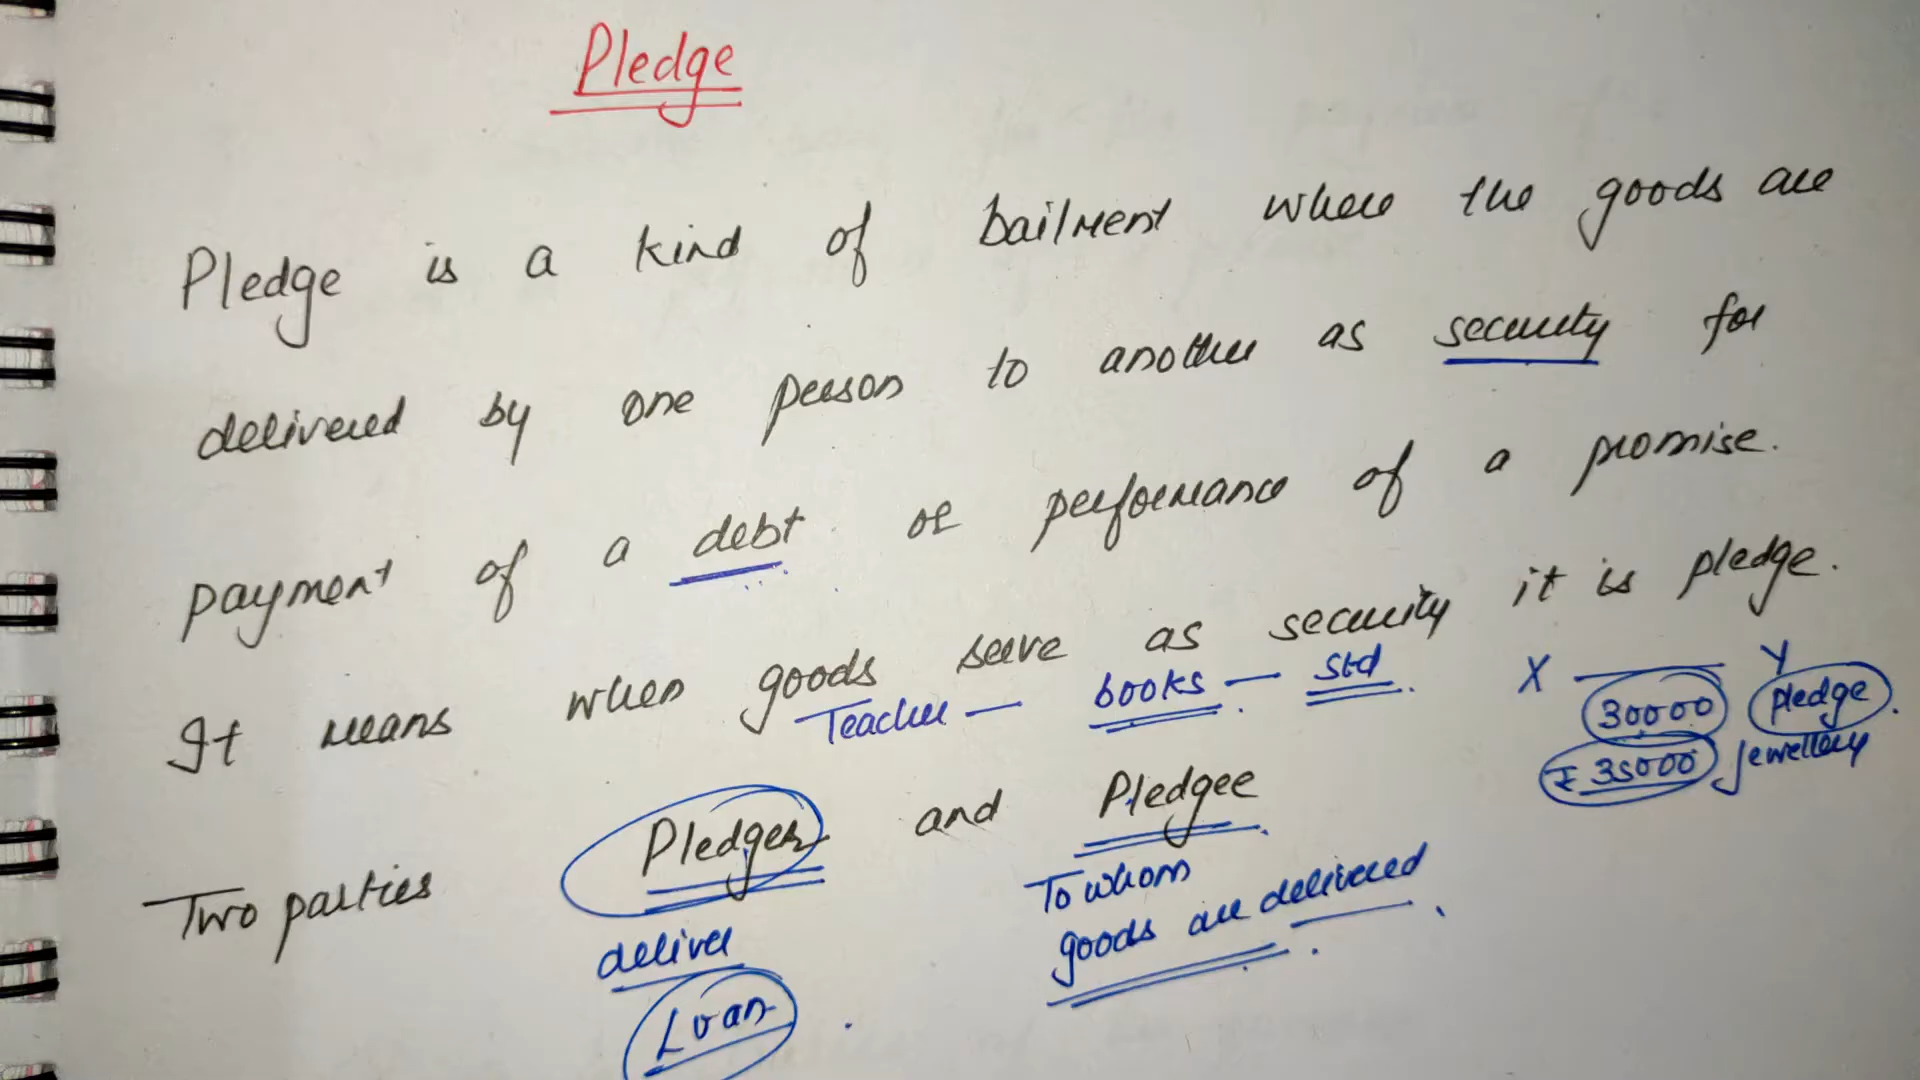 Pledge
Pledge is a kind of bailment where the goods are
delivered by one person to another as security for
payment of a debt or performance of a promise.
It means when goods serve as security it is pledge.
Teacher — books — Std
X — Y
30000 pledge
₹ 35000 jewellery
Two parties Pledger and Pledgee
deliver
Loan
To whom
goods are delivered